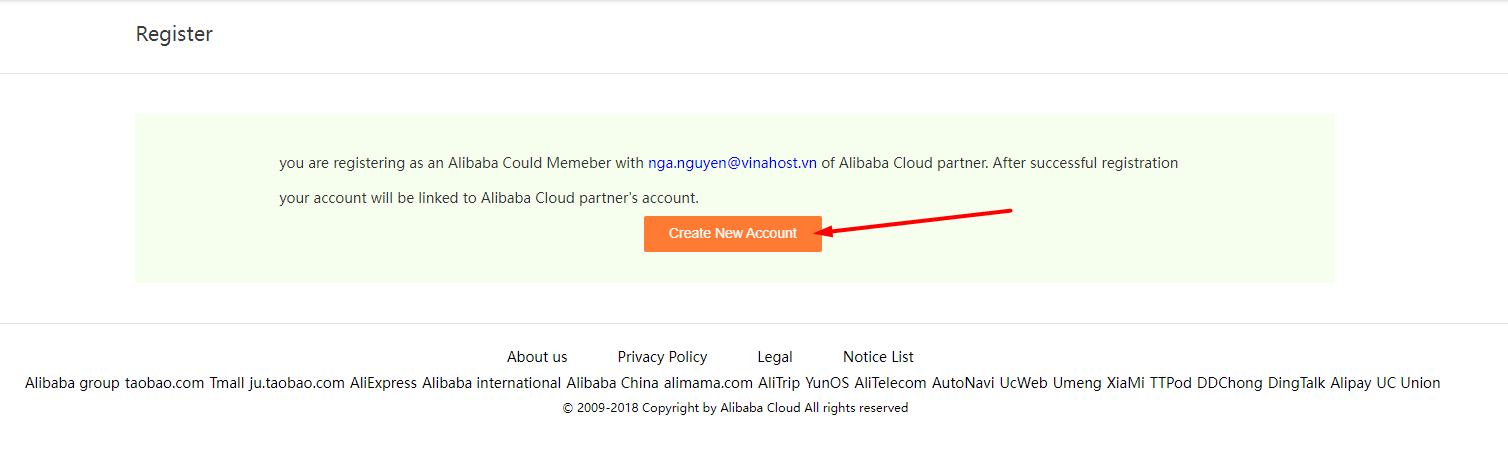 Register
you are registering as an Alibaba Could Memeber with nga.nguyen@vinahost.vn of Alibaba Cloud partner. After successful registration
your account will be linked to Alibaba Cloud partner's account.
Create New Account
About us Privacy Policy Legal Notice List
Alibaba group taobao.com Tmall ju.taobao.com AliExpress Alibaba international Alibaba China alimama.com AliTrip YunOS AliTelecom AutoNavi UcWeb Umeng XiaMi TTPod DDChong DingTalk Alipay UC Union
© 2009-2018 Copyright by Alibaba Cloud All rights reserved